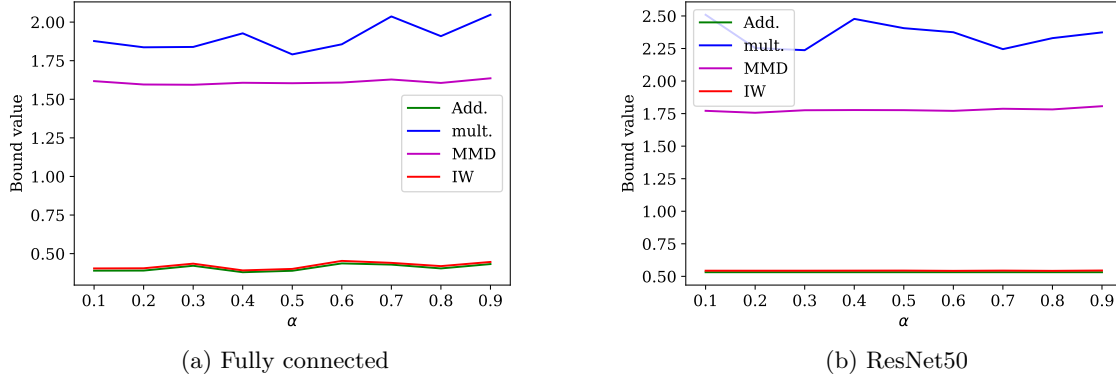 2.00
1.75
1.50
1.25
1.00
0.75
0.50
Bound value
Add.
mult.
MMD
IW
0.1 0.2 0.3 0.4 0.5 0.6 0.7 0.8 0.9
α
(a) Fully connected
2.50
2.25
2.00
1.75
1.50
1.25
1.00
0.75
0.50
Bound value
Add.
mult.
MMD
IW
0.1 0.2 0.3 0.4 0.5 0.6 0.7 0.8 0.9
α
(b) ResNet50